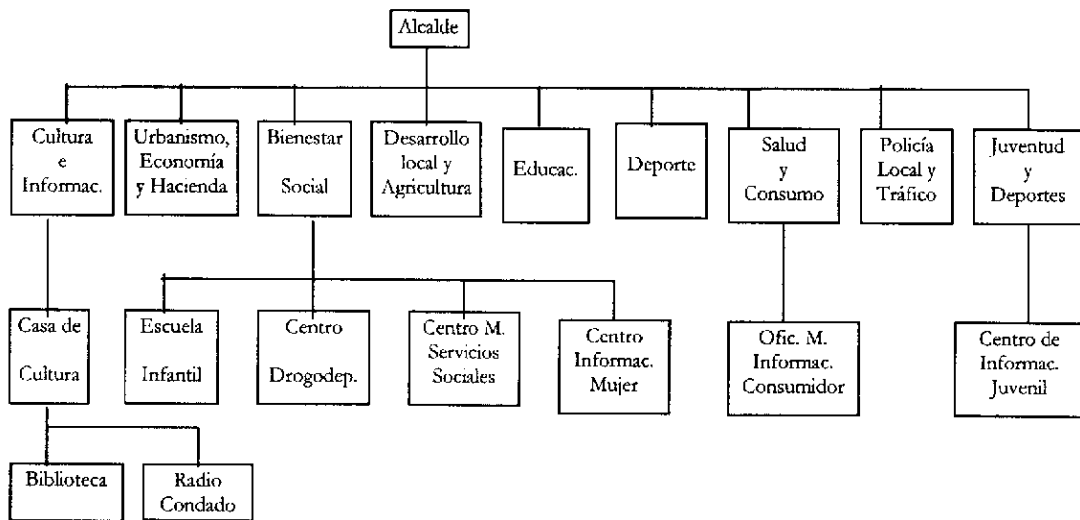 Alcalde
Cultura
e
Informac.
Urbanismo,
Economía
y Hacienda
Bienestar
Social
Desarrollo
local y
Agricultura
Educac.
Deporte
Salud
y
Consumo
Policía
Local y
Tráfico
Juventud
y
Deportes
Casa de
Cultura
Escuela
Infantil
Centro
Drogodep.
Centro M.
Servicios
Sociales
Centro
Informac.
Mujer
Ofic. M.
Informac.
Consumidor
Centro de
Informac.
Juvenil
Biblioteca
Radio
Condado